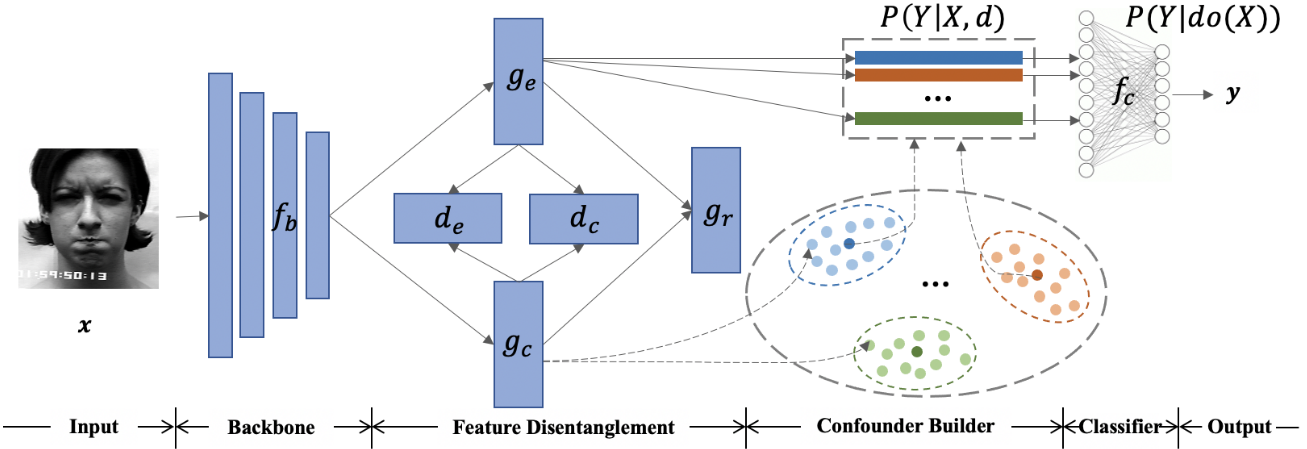 P(Y|X, d)
P(Y|do(X))
g_e
f_c
y
f_b
d_e
d_c
g_r
...
...
11:59:50:13
x
g_c
Input
Backbone
Feature Disentanglement
Confounder Builder
Classifier
Output